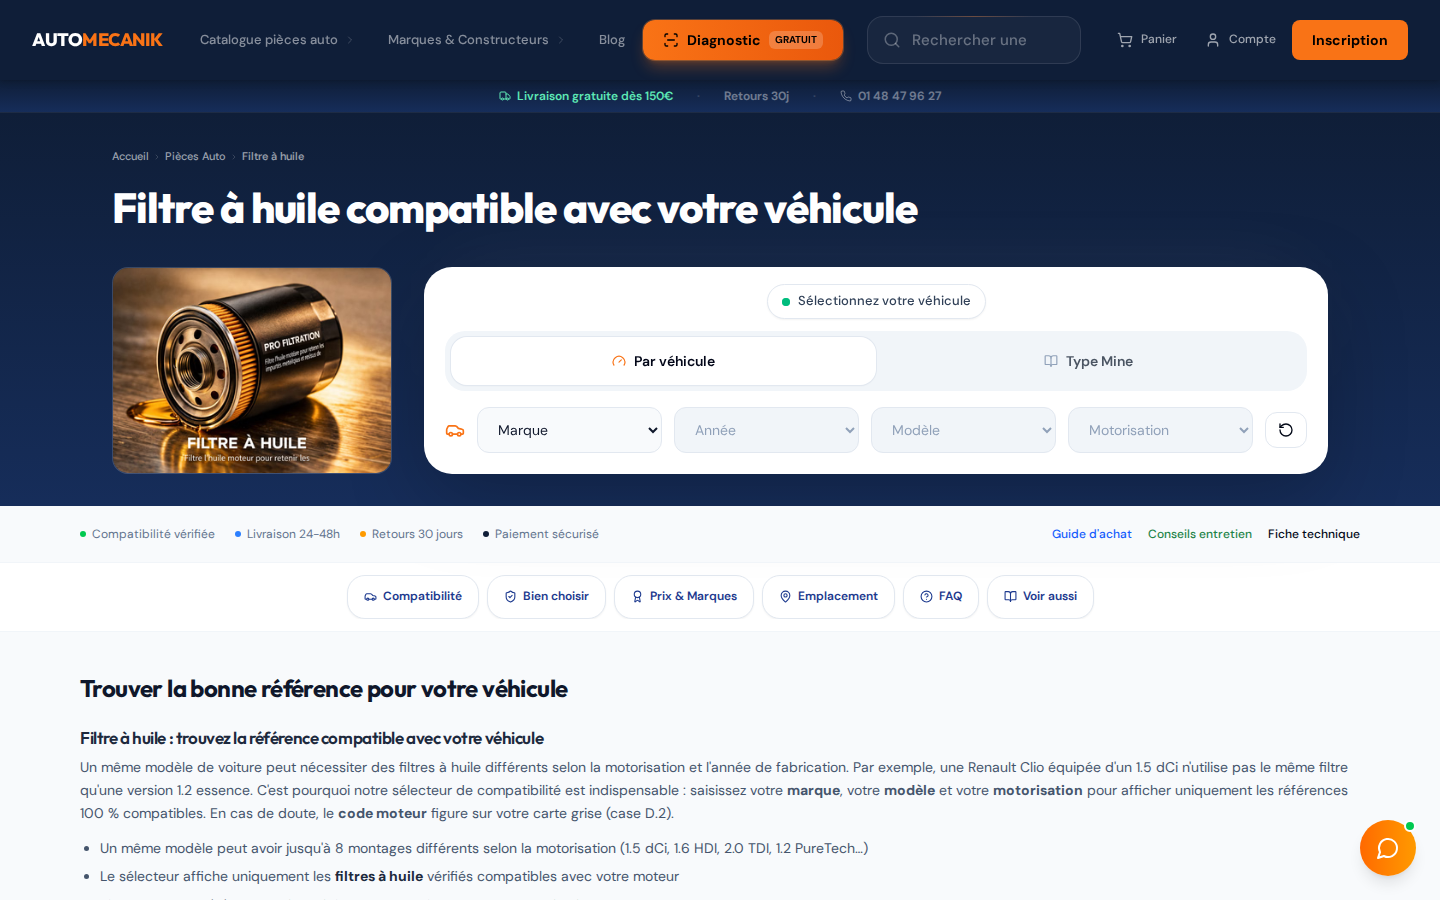 AUTOMECANIK
Catalogue pièces auto
Marques & Constructeurs
Blog
Diagnostic GRATUIT
Rechercher une
Panier
Compte
Inscription
Livraison gratuite dès 150€ · Retours 30j · 01 48 47 96 27
Accueil › Pièces Auto › Filtre à huile
Filtre à huile compatible avec votre véhicule
PRO FILTRATION
FILTRE À HUILE
Filtre l'huile moteur pour retenir les
Sélectionnez votre véhicule
Par véhicule
Type Mine
Marque
Année
Modèle
Motorisation
Compatibilité vérifiée
Livraison 24-48h
Retours 30 jours
Paiement sécurisé
Guide d'achat
Conseils entretien
Fiche technique
Compatibilité
Bien choisir
Prix & Marques
Emplacement
FAQ
Voir aussi
Trouver la bonne référence pour votre véhicule
Filtre à huile : trouvez la référence compatible avec votre véhicule
Un même modèle de voiture peut nécessiter des filtres à huile différents selon la motorisation et l'année de fabrication. Par exemple, une Renault Clio équipée d'un 1.5 dCi n'utilise pas le même filtre
qu'une version 1.2 essence. C'est pourquoi notre sélecteur de compatibilité est indispensable : saisissez votre marque, votre modèle et votre motorisation pour afficher uniquement les références
100 % compatibles. En cas de doute, le code moteur figure sur votre carte grise (case D.2).
• Un même modèle peut avoir jusqu'à 8 montages différents selon la motorisation (1.5 dCi, 1.6 HDI, 2.0 TDI, 1.2 PureTech…)
• Le sélecteur affiche uniquement les filtres à huile vérifiés compatibles avec votre moteur